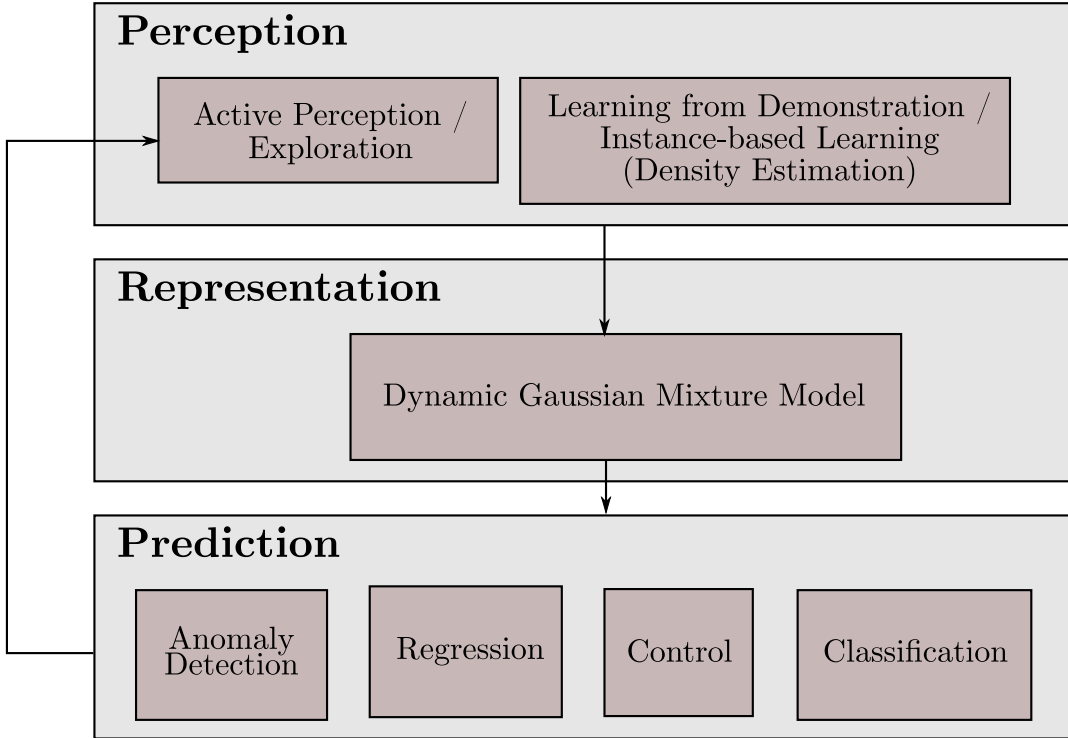 Perception
Active Perception /
Exploration
Learning from Demonstration /
Instance-based Learning
(Density Estimation)
Representation
Dynamic Gaussian Mixture Model
Prediction
Anomaly
Detection
Regression
Control
Classification